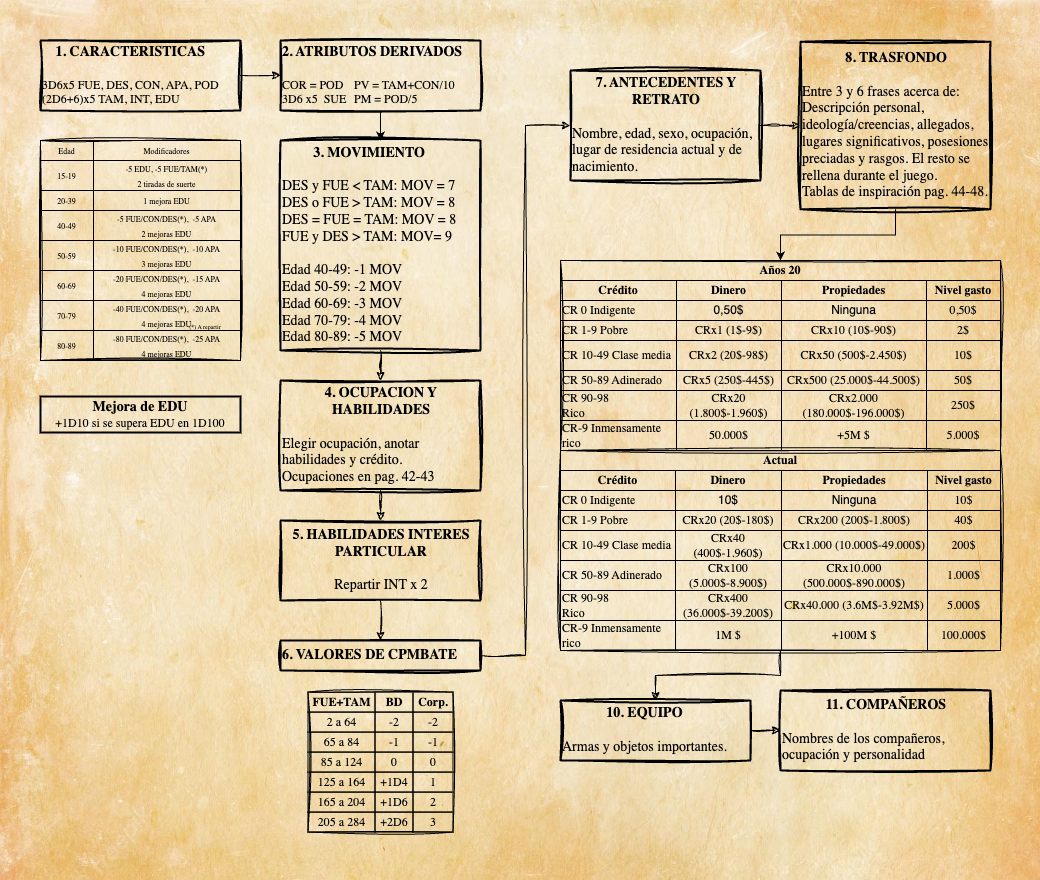 1. CARACTERISTICAS
3D6x5 FUE, DES, CON, APA, POD
(2D6+6)x5 TAM, INT, EDU
Edad Modificadores
15-19 -5 EDU, -5 FUE/TAM(*)
2 tiradas de suerte
20-39 1 mejora EDU
40-49 -5 FUE/CON/DES(*), -5 APA
2 mejoras EDU
50-59 -10 FUE/CON/DES(*), -10 APA
3 mejoras EDU
60-69 -20 FUE/CON/DES(*), -15 APA
4 mejoras EDU
70-79 -40 FUE/CON/DES(*), -20 APA
4 mejoras EDU
(*) A repartir
80-89 -80 FUE/CON/DES(*), -25 APA
4 mejoras EDU
Mejora de EDU
+1D10 si se supera EDU en 1D100
2. ATRIBUTOS DERIVADOS
COR = POD PV = TAM+CON/10
3D6 x5 SUE PM = POD/5
3. MOVIMIENTO
DES y FUE < TAM: MOV = 7
DES o FUE > TAM: MOV = 8
DES = FUE = TAM: MOV = 8
FUE y DES > TAM: MOV= 9
Edad 40-49: -1 MOV
Edad 50-59: -2 MOV
Edad 60-69: -3 MOV
Edad 70-79: -4 MOV
Edad 80-89: -5 MOV
4. OCUPACION Y
HABILIDADES
Elegir ocupación, anotar
habilidades y crédito.
Ocupaciones en pag. 42-43
5. HABILIDADES INTERES
PARTICULAR
Repartir INT x 2
6. VALORES DE CPMBATE
FUE+TAM BD Corp.
2 a 64 -2 -2
65 a 84 -1 -1
85 a 124 0 0
125 a 164 +1D4 1
165 a 204 +1D6 2
205 a 284 +2D6 3
7. ANTECEDENTES Y
RETRATO
Nombre, edad, sexo, ocupación,
lugar de residencia actual y de
nacimiento.
8. TRASFONDO
Entre 3 y 6 frases acerca de:
Descripción personal,
ideología/creencias, allegados,
lugares significativos, posesiones
preciadas y rasgos. El resto se
rellena durante el juego.
Tablas de inspiración pag. 44-48.
Años 20
Crédito Dinero Propiedades Nivel gasto
CR 0 Indigente 0,50$ Ninguna 0,50$
CR 1-9 Pobre CRx1 (1$-9$) CRx10 (10$-90$) 2$
CR 10-49 Clase media CRx2 (20$-98$) CRx50 (500$-2.450$) 10$
CR 50-89 Adinerado CRx5 (250$-445$) CRx500 (25.000$-44.500$) 50$
CR 90-98 CRx20 CRx2.000 250$
Rico (1.800$-1.960$) (180.000$-196.000$)
CR-9 Inmensamente 50.000$ +5M $ 5.000$
rico
Actual
Crédito Dinero Propiedades Nivel gasto
CR 0 Indigente 10$ Ninguna 10$
CR 1-9 Pobre CRx20 (20$-180$) CRx200 (200$-1.800$) 40$
CR 10-49 Clase media CRx40 CRx1.000 (10.000$-49.000$) 200$
(400$-1.960$)
CR 50-89 Adinerado CRx100 CRx10.000 1.000$
(5.000$-8.900$) (500.000$-890.000$)
CR 90-98 CRx400 CRx40.000 (3.6M$-3.92M$) 5.000$
Rico (36.000$-39.200$)
CR-9 Inmensamente 1M $ +100M $ 100.000$
rico
10. EQUIPO
Armas y objetos importantes.
11. COMPAÑEROS
Nombres de los compañeros,
ocupación y personalidad